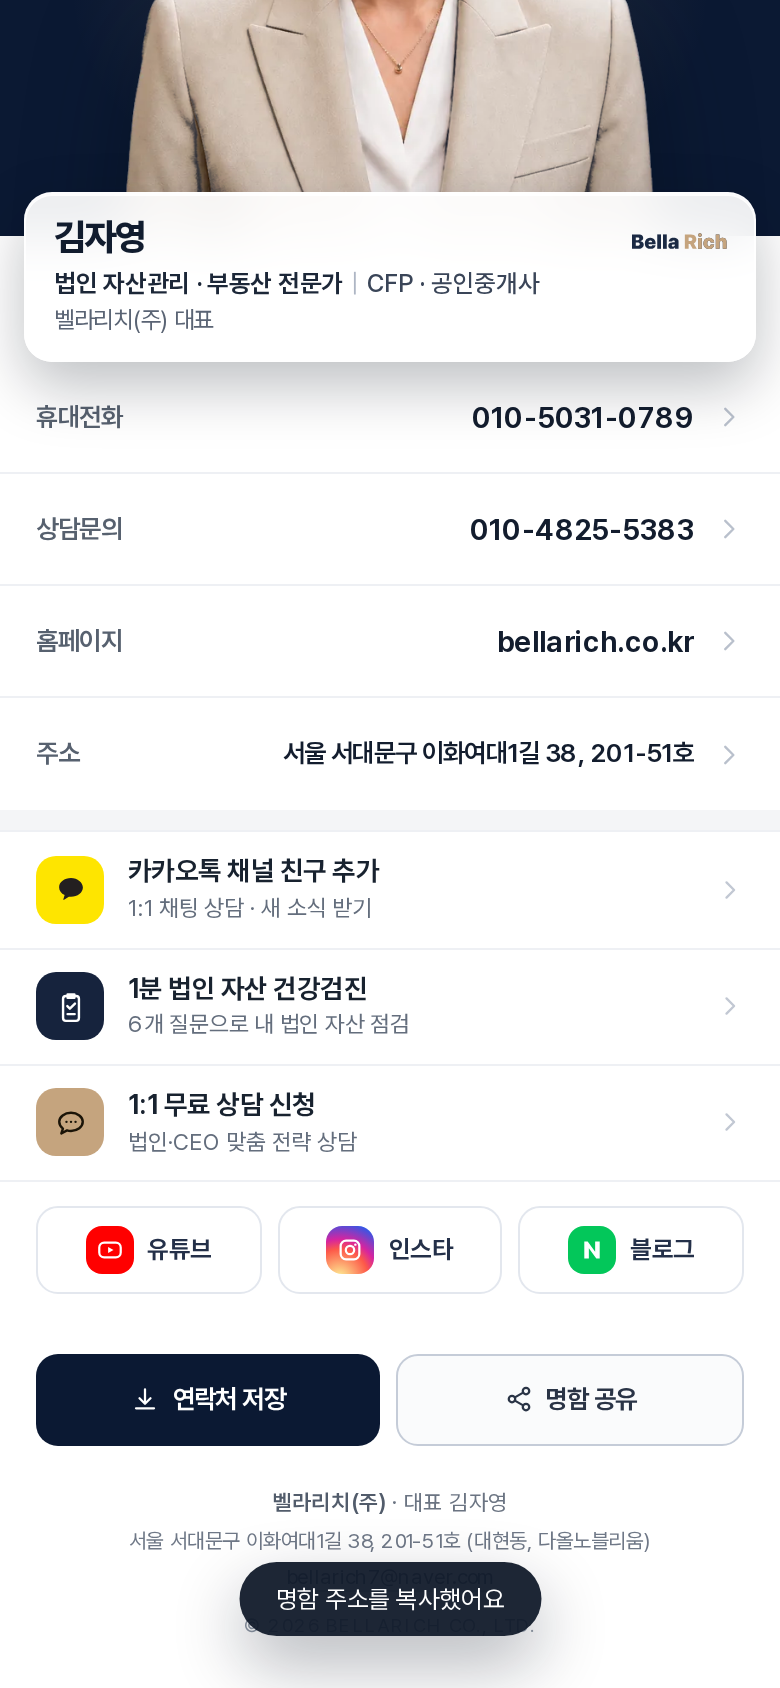 김자영
Bella Rich
법인 자산관리 · 부동산 전문가 | CFP · 공인중개사
벨라리치(주) 대표
휴대전화 010-5031-0789
상담문의 010-4825-5383
홈페이지 bellarich.co.kr
주소 서울 서대문구 이화여대1길 38, 201-51호
카카오톡 채널 친구 추가
1:1 채팅 상담 · 새 소식 받기
1분 법인 자산 건강검진
6개 질문으로 내 법인 자산 점검
1:1 무료 상담 신청
법인·CEO 맞춤 전략 상담
유튜브 인스타 N 블로그
연락처 저장 명함 공유
벨라리치(주) · 대표 김자영
서울 서대문구 이화여대1길 38, 201-51호 (대현동, 다올노블리움)
bellarich7@naver.com
명함 주소를 복사했어요
© 2026 BELLARICH CO., LTD.